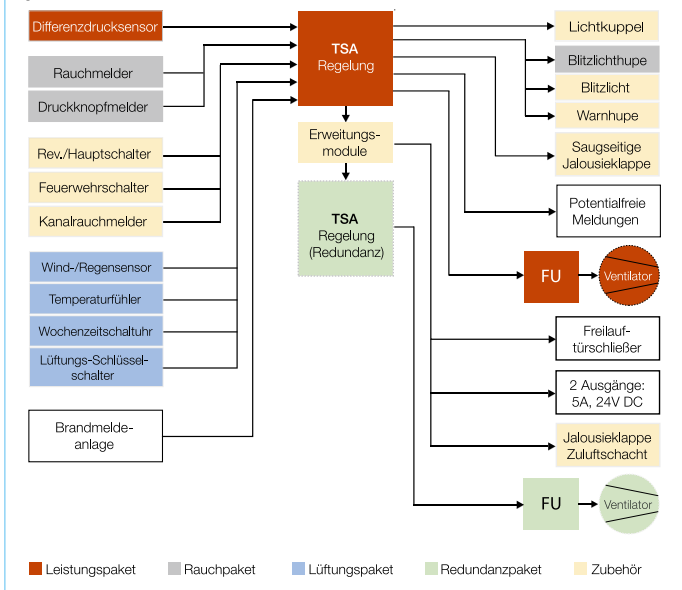 Differenzdrucksensor
Rauchmelder
Druckknopfmelder
Rev./Hauptschalter
Feuerwehrschalter
Kanalrauchmelder
Wind-/Regensensor
Temperaturfühler
Wochenzeitschaltuhr
Lüftungs-Schlüssel-
schalter
Brandmelde-
anlage
TSA
Regelung
Erweitungs-
module
TSA
Regelung
(Redundanz)
Lichtkuppel
Blitzlichthupe
Blitzlicht
Warnhupe
Saugseitige
Jalousieklappe
Potentialfreie
Meldungen
FU
Ventilator
Freilauf-
türschließer
2 Ausgänge:
5A, 24V DC
Jalousieklappe
Zuluftschacht
FU
Ventilator
Leistungspaket
Rauchpaket
Lüftungspaket
Redundanzpaket
Zubehör